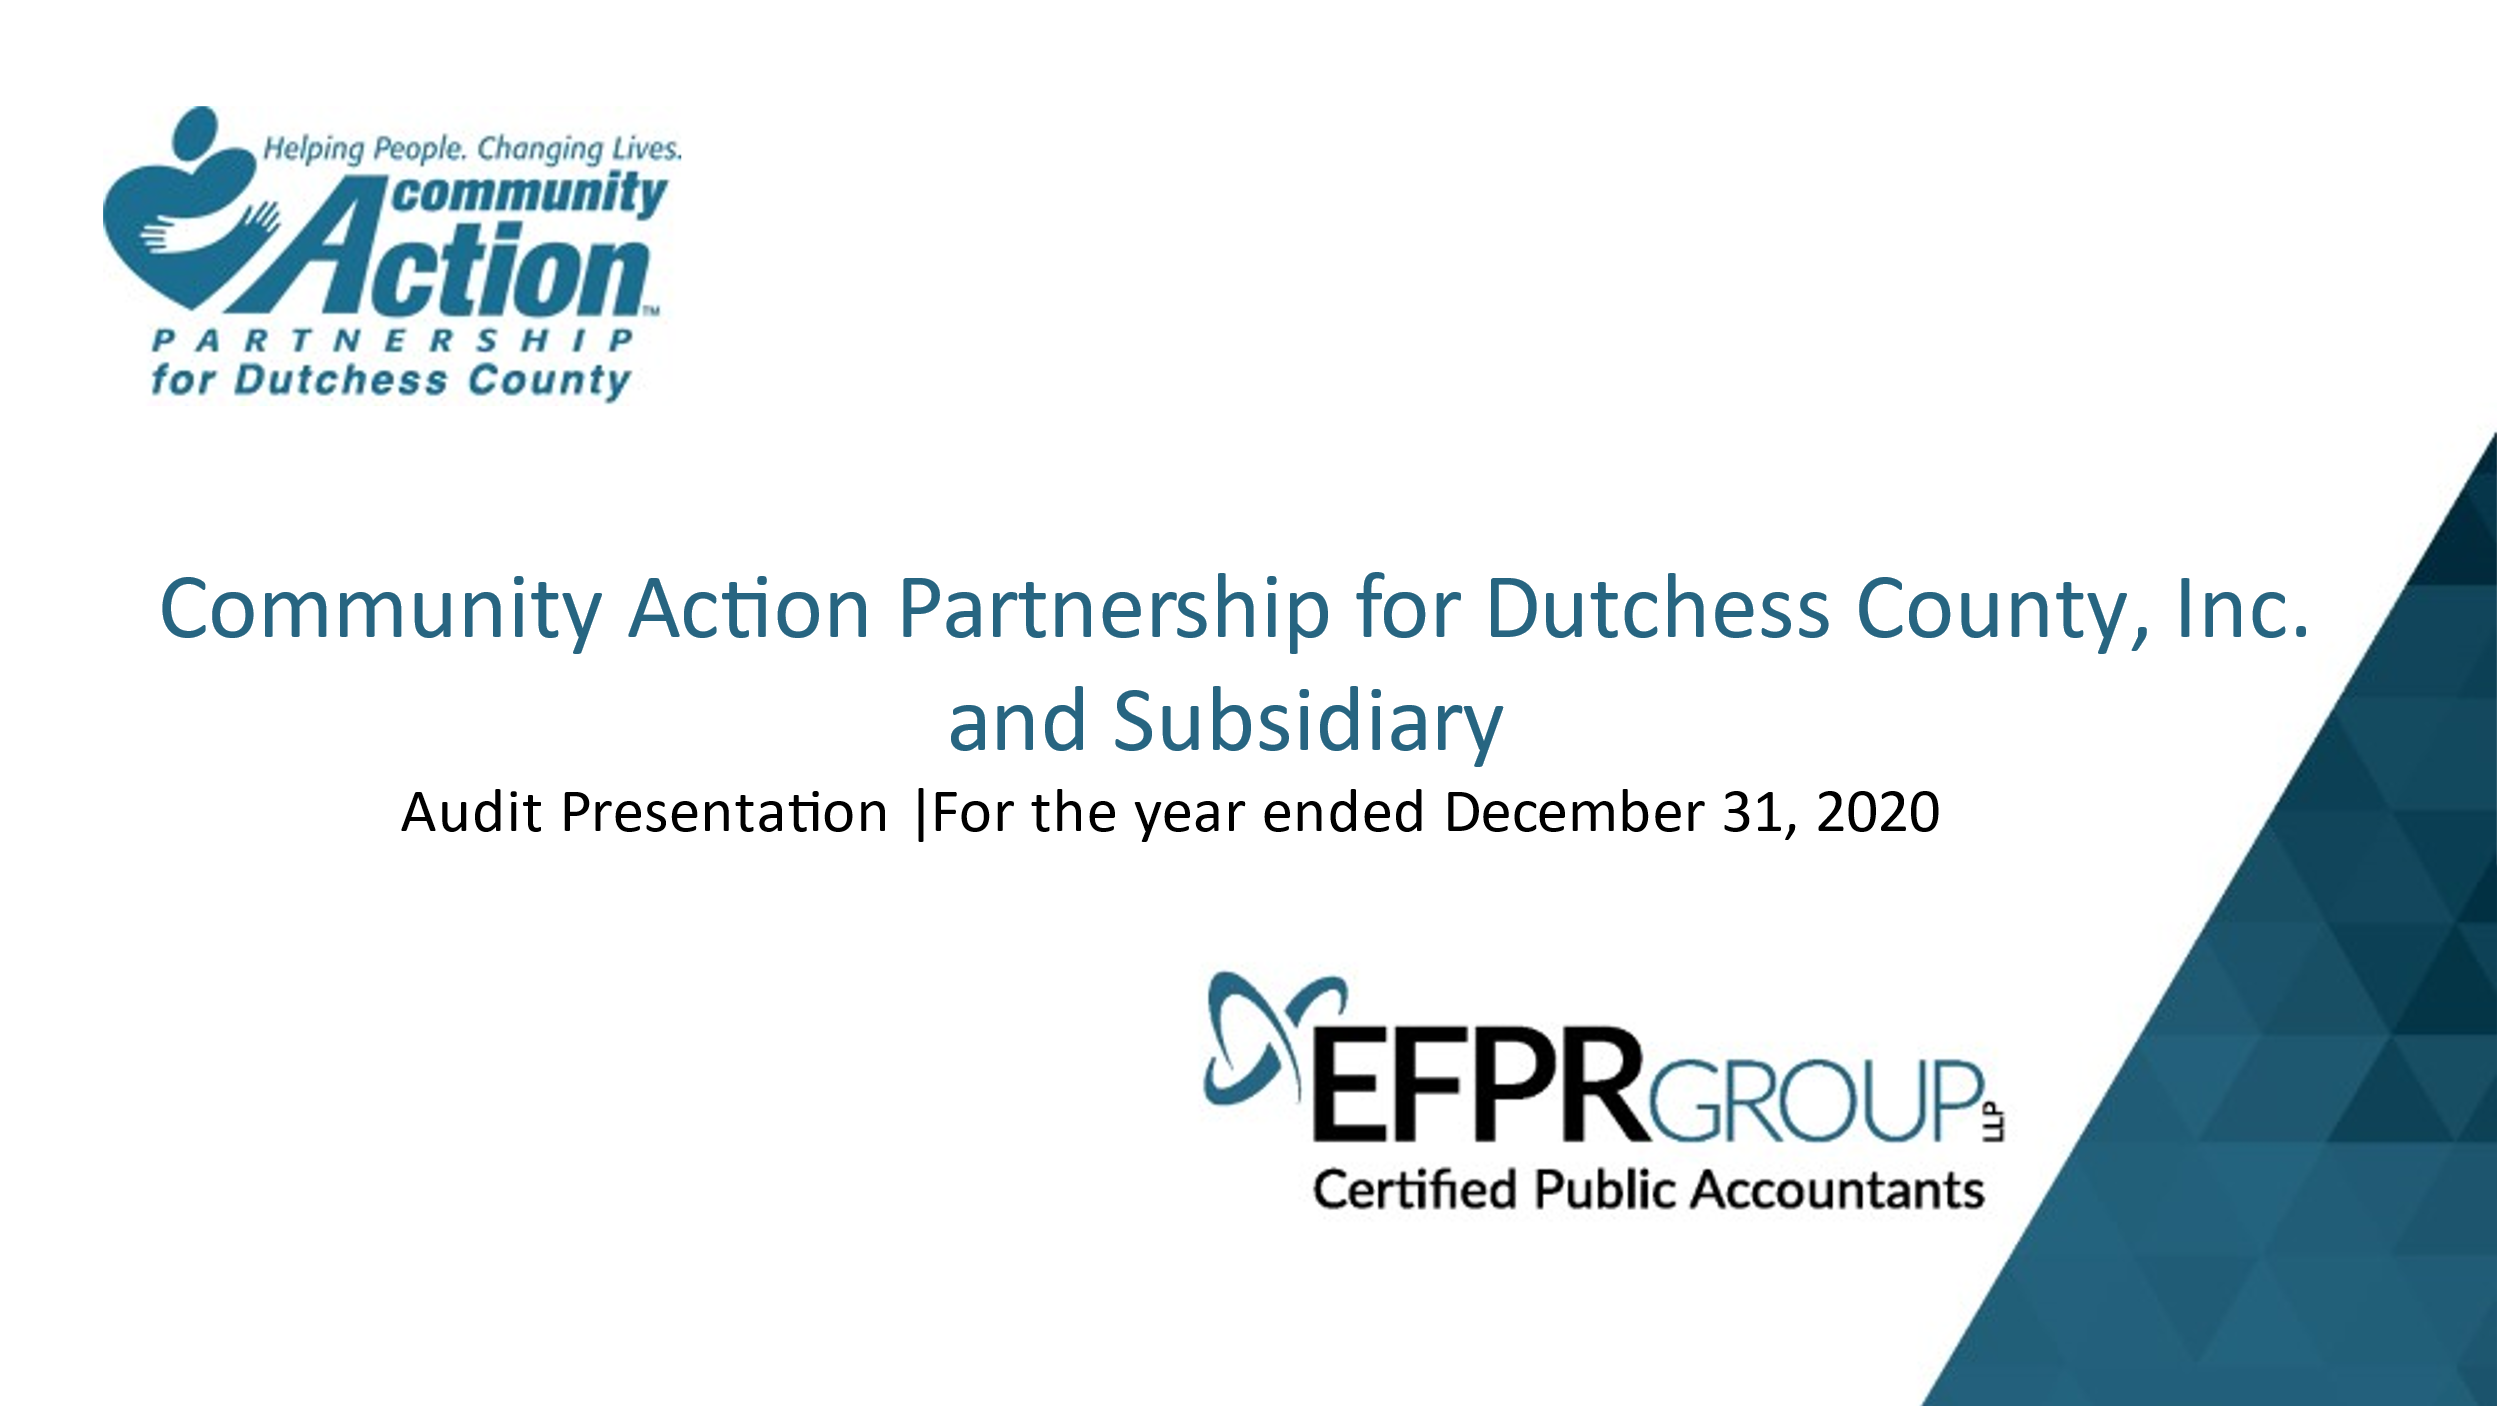 Helping People. Changing Lives.
community
Action™
PARTNERSHIP
for Dutchess County
Community Action Partnership for Dutchess County, Inc.
and Subsidiary
Audit Presentation |For the year ended December 31, 2020
EFPRGROUP LLP
Certified Public Accountants